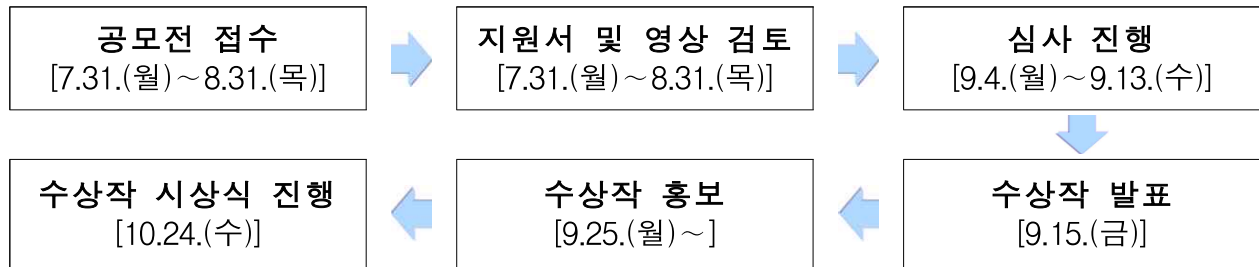 공모전 접수
[7.31.(월)~8.31.(목)]
지원서 및 영상 검토
[7.31.(월)~8.31.(목)]
심사 진행
[9.4.(월)~9.13.(수)]
수상작 발표
[9.15.(금)]
수상작 홍보
[9.25.(월)~]
수상작 시상식 진행
[10.24.(수)]